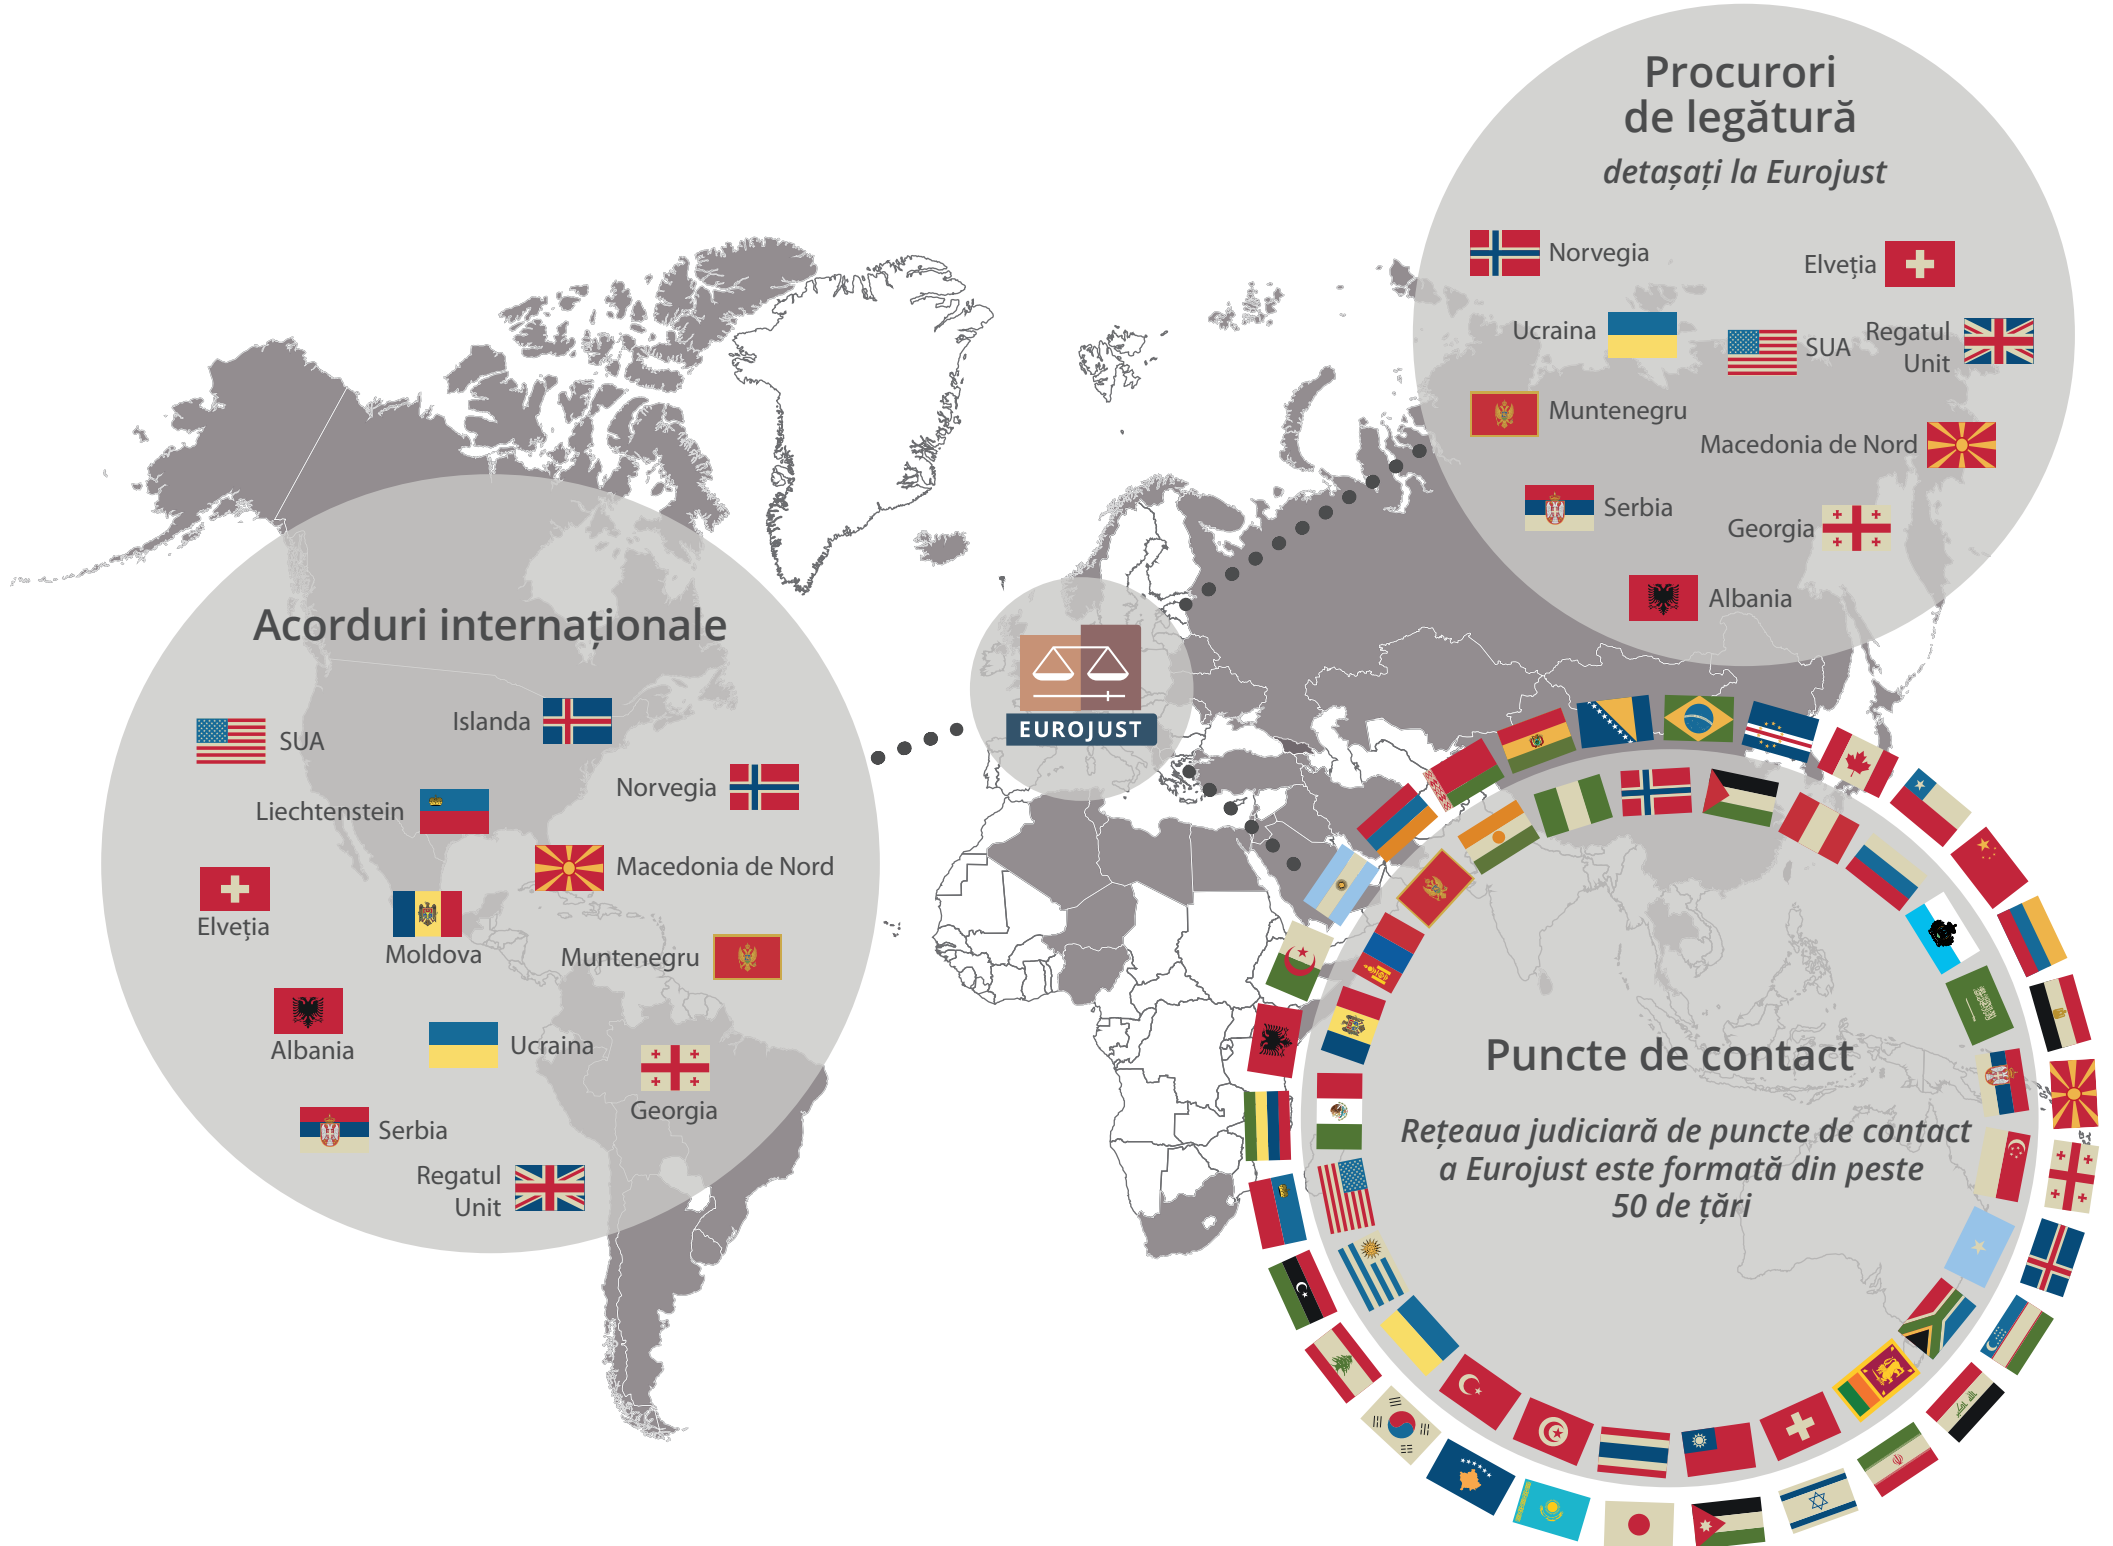 Procurori
de legătură
detașați la Eurojust
Norvegia
Elveția
Ucraina
SUA
Regatul
Unit
Muntenegru
Macedonia de Nord
Serbia
Georgia
Albania
EUROJUST
Acorduri internaționale
SUA
Islanda
Norvegia
Liechtenstein
Macedonia de Nord
Elveția
Moldova
Muntenegru
Albania
Ucraina
Georgia
Serbia
Regatul
Unit
Puncte de contact
Rețeaua judiciară de puncte de contact
a Eurojust este formată din peste
50 de țări